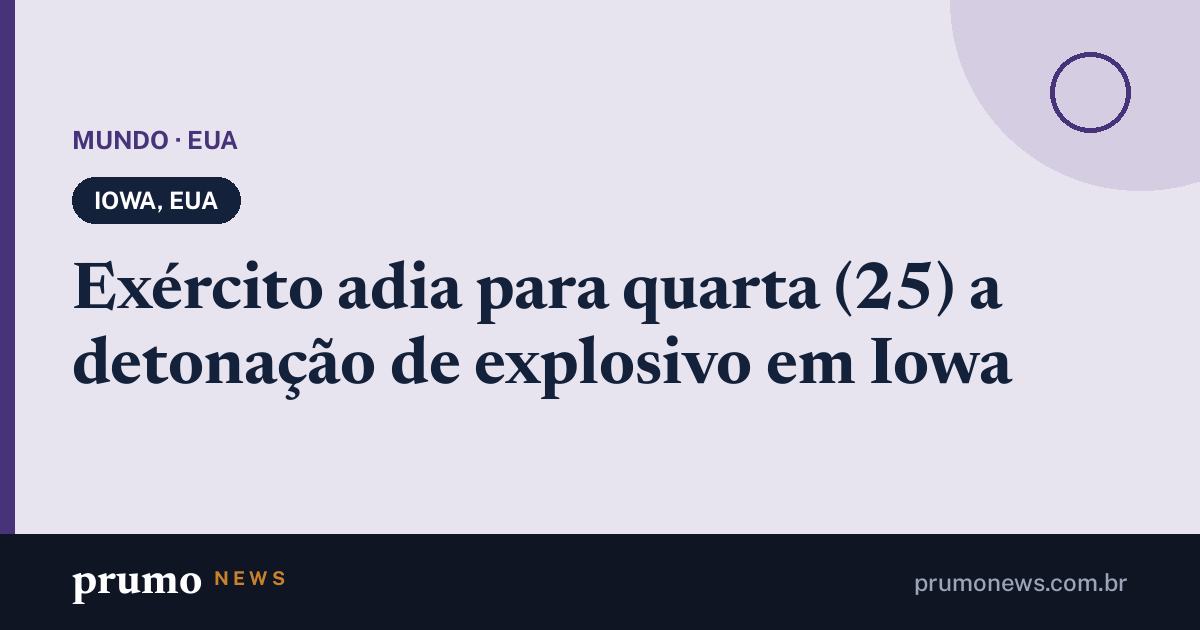 MUNDO · EUA
IOWA, EUA
Exército adia para quarta (25) a
detonação de explosivo em Iowa
prumo NEWS
prumonews.com.br